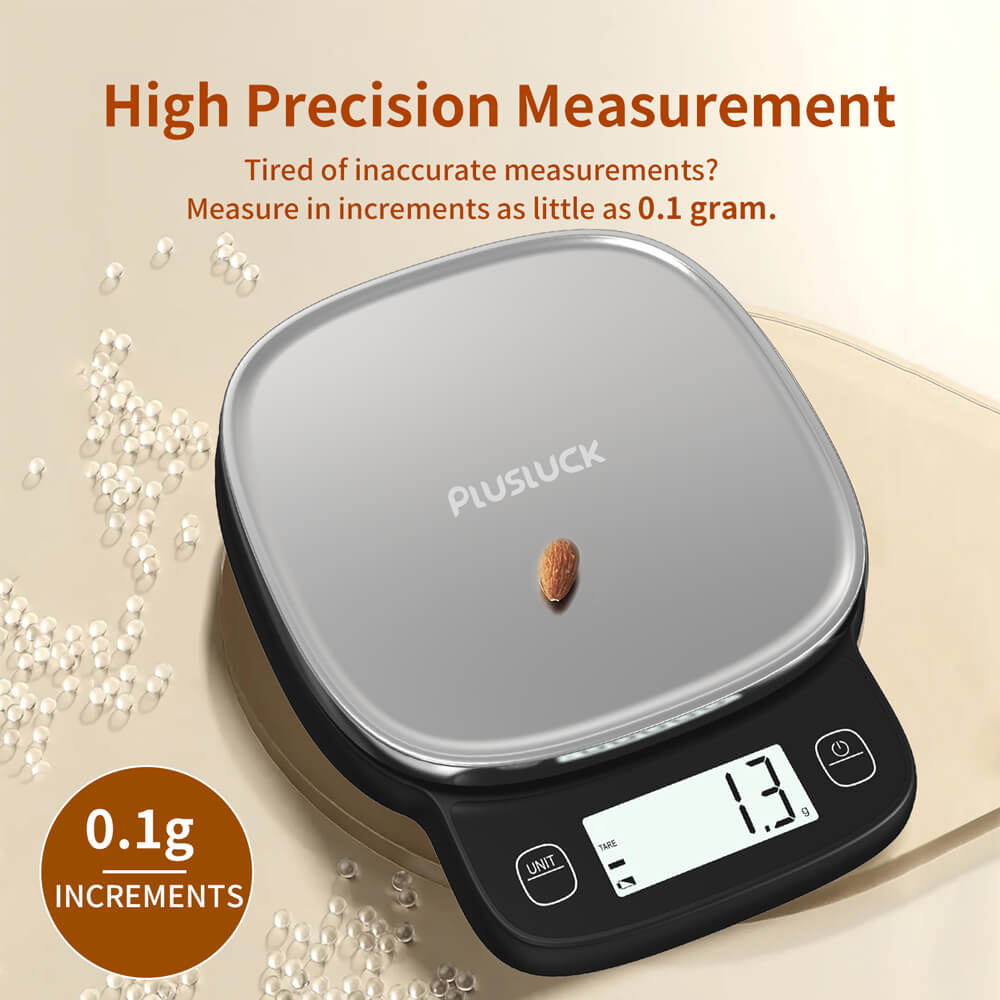 High Precision Measurement
Tired of inaccurate measurements?
Measure in increments as little as 0.1 gram.
PLUSLUCK
1.3 g
TARE
UNIT
0.1g
INCREMENTS